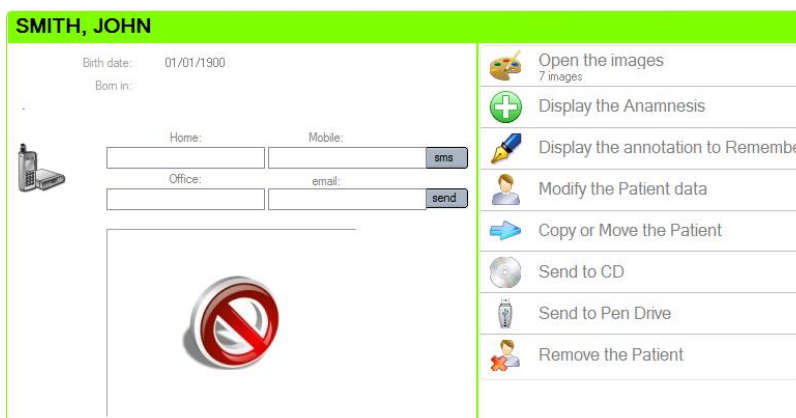 SMITH, JOHN
Birth date: 01/01/1900
Born in:
Home: Mobile:
sms
Office: email:
send
Open the images
7 images
Display the Anamnesis
Display the annotation to Remembe
Modify the Patient data
Copy or Move the Patient
Send to CD
Send to Pen Drive
Remove the Patient